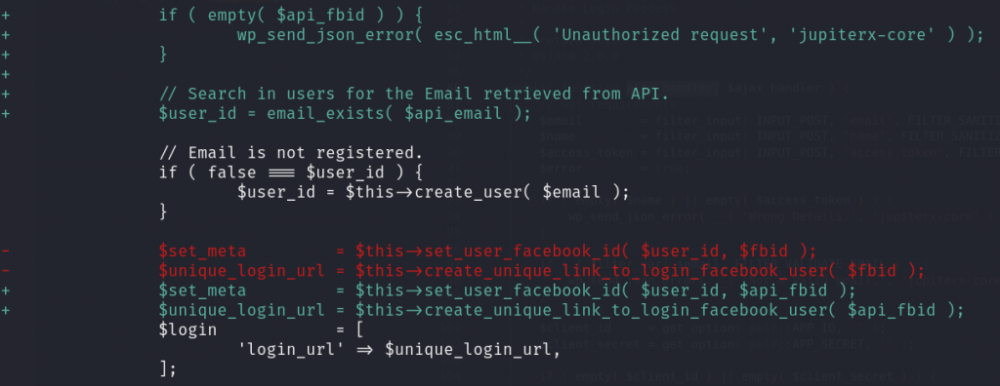 + if ( empty( $api_fbid ) ) {
+ wp_send_json_error( esc_html__( 'Unauthorized request', 'jupiterx-core' ) );
+ }
+
+ // Search in users for the Email retrieved from API.
+ $user_id = email_exists( $api_email );
// Email is not registered.
if ( false === $user_id ) {
$user_id = $this->create_user( $email );
}
- $set_meta = $this->set_user_facebook_id( $user_id, $fbid );
- $unique_login_url = $this->create_unique_link_to_login_facebook_user( $fbid );
+ $set_meta = $this->set_user_facebook_id( $user_id, $api_fbid );
+ $unique_login_url = $this->create_unique_link_to_login_facebook_user( $api_fbid );
$login = [
'login_url' => $unique_login_url,
];